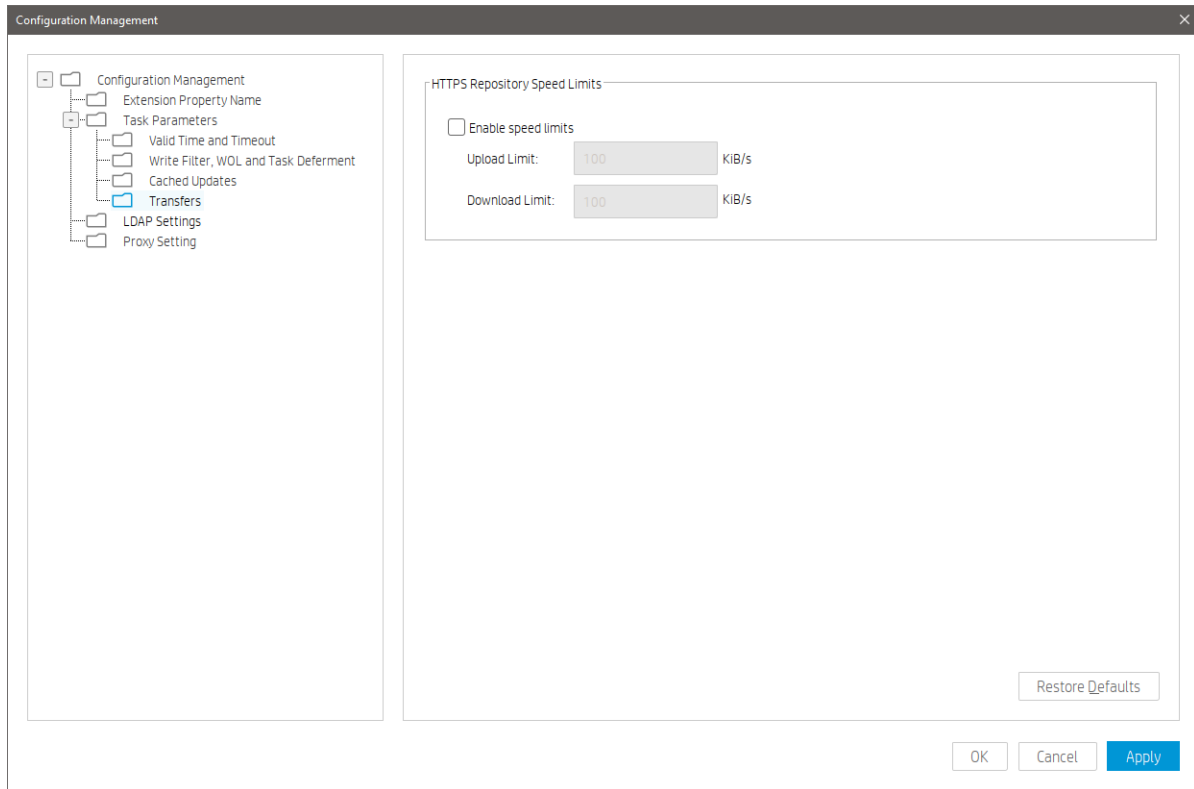 Configuration Management
Configuration Management
Extension Property Name
Task Parameters
Valid Time and Timeout
Write Filter, WOL and Task Deferment
Cached Updates
Transfers
LDAP Settings
Proxy Setting
HTTPS Repository Speed Limits
Enable speed limits
Upload Limit: 100 KiB/s
Download Limit: 100 KiB/s
Restore Defaults
OK Cancel Apply